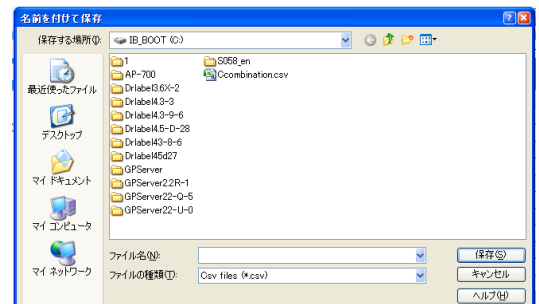 名前を付けて保存
保存する場所(I):
IB_BOOT (C:)
最近使ったファイル
デスクトップ
マイ ドキュメント
マイ コンピュータ
マイ ネットワーク
1
AP-700
Drlabel3.6X-2
Drlabel4.3-3
Drlabel4.3-9-6
Drlabel4.5-D-28
Drlabel43-8-6
Drlabel45d27
GPServer
GPServer2.2R-1
GPServer22-Q-5
GPServer22-U-0
S058_en
Ccombination.csv
ファイル名(N):
保存(S)
ファイルの種類(T):
Csv files (*.csv)
キャンセル
ヘルプ(H)